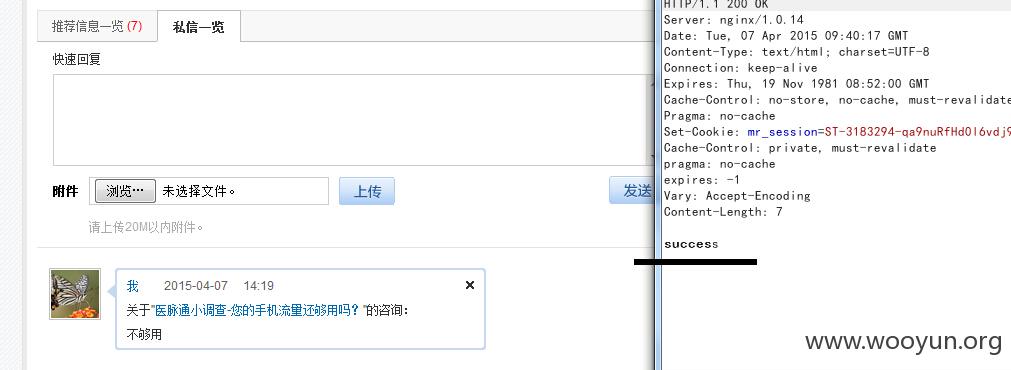 推荐信息一览 (7) 私信一览
快速回复
附件 浏览… 未选择文件。 上传 发送
请上传20M以内附件。
我 2015-04-07 14:19
关于"医脉通小调查-您的手机流量还够用吗？"的咨询:
不够用
HTTP/1.1 200 OK
Server: nginx/1.0.14
Date: Tue, 07 Apr 2015 09:40:17 GMT
Content-Type: text/html; charset=UTF-8
Connection: keep-alive
Expires: Thu, 19 Nov 1981 08:52:00 GMT
Cache-Control: no-store, no-cache, must-revalidate
Pragma: no-cache
Set-Cookie: mr_session=ST-3183294-qa9nuRfHd0l6vdj9
Cache-Control: private, must-revalidate
pragma: no-cache
expires: -1
Vary: Accept-Encoding
Content-Length: 7
success
www.wooyun.org